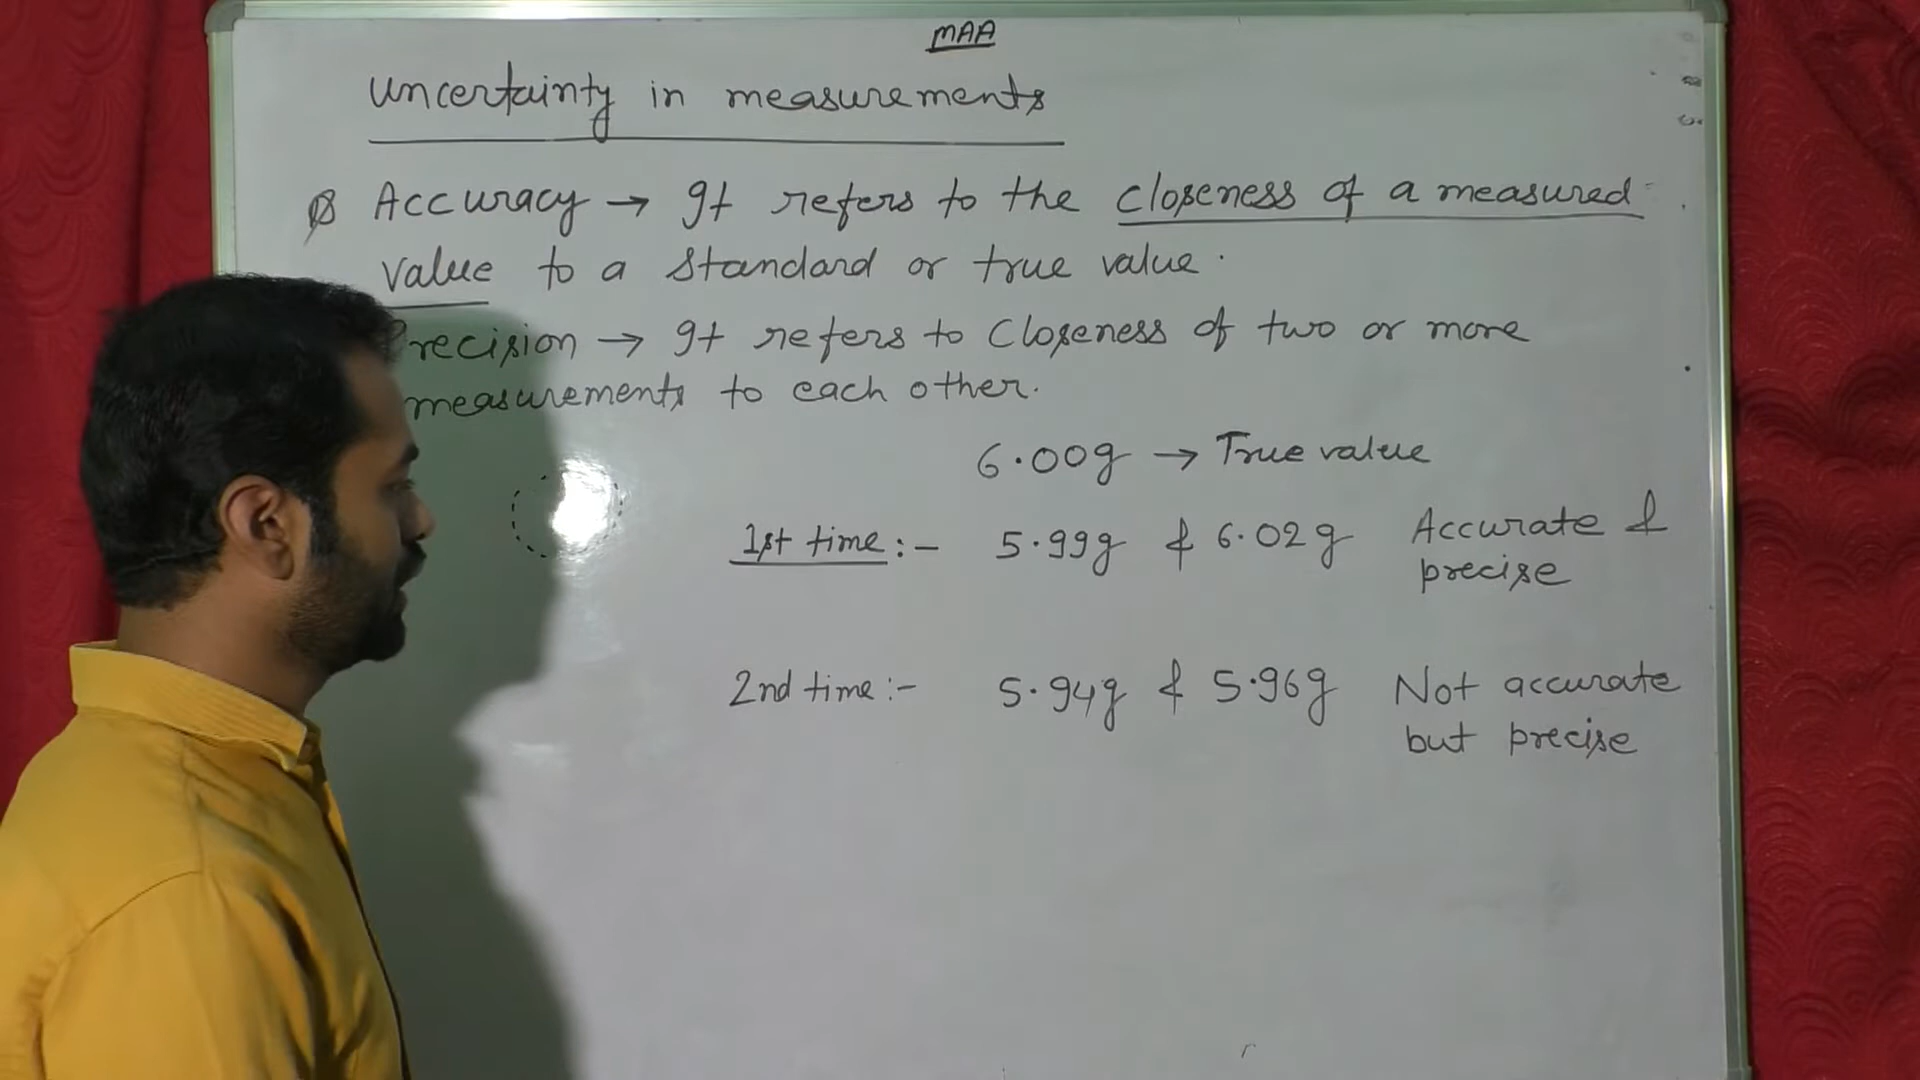 MAA
Uncertainty in measurements
Accuracy → It refers to the closeness of a measured
value to a standard or true value.
Precision → It refers to closeness of two or more
measurements to each other.
6.00g → True value
1st time:- 5.99g & 6.02g Accurate &
precise
2nd time:- 5.94g & 5.96g Not accurate
but precise